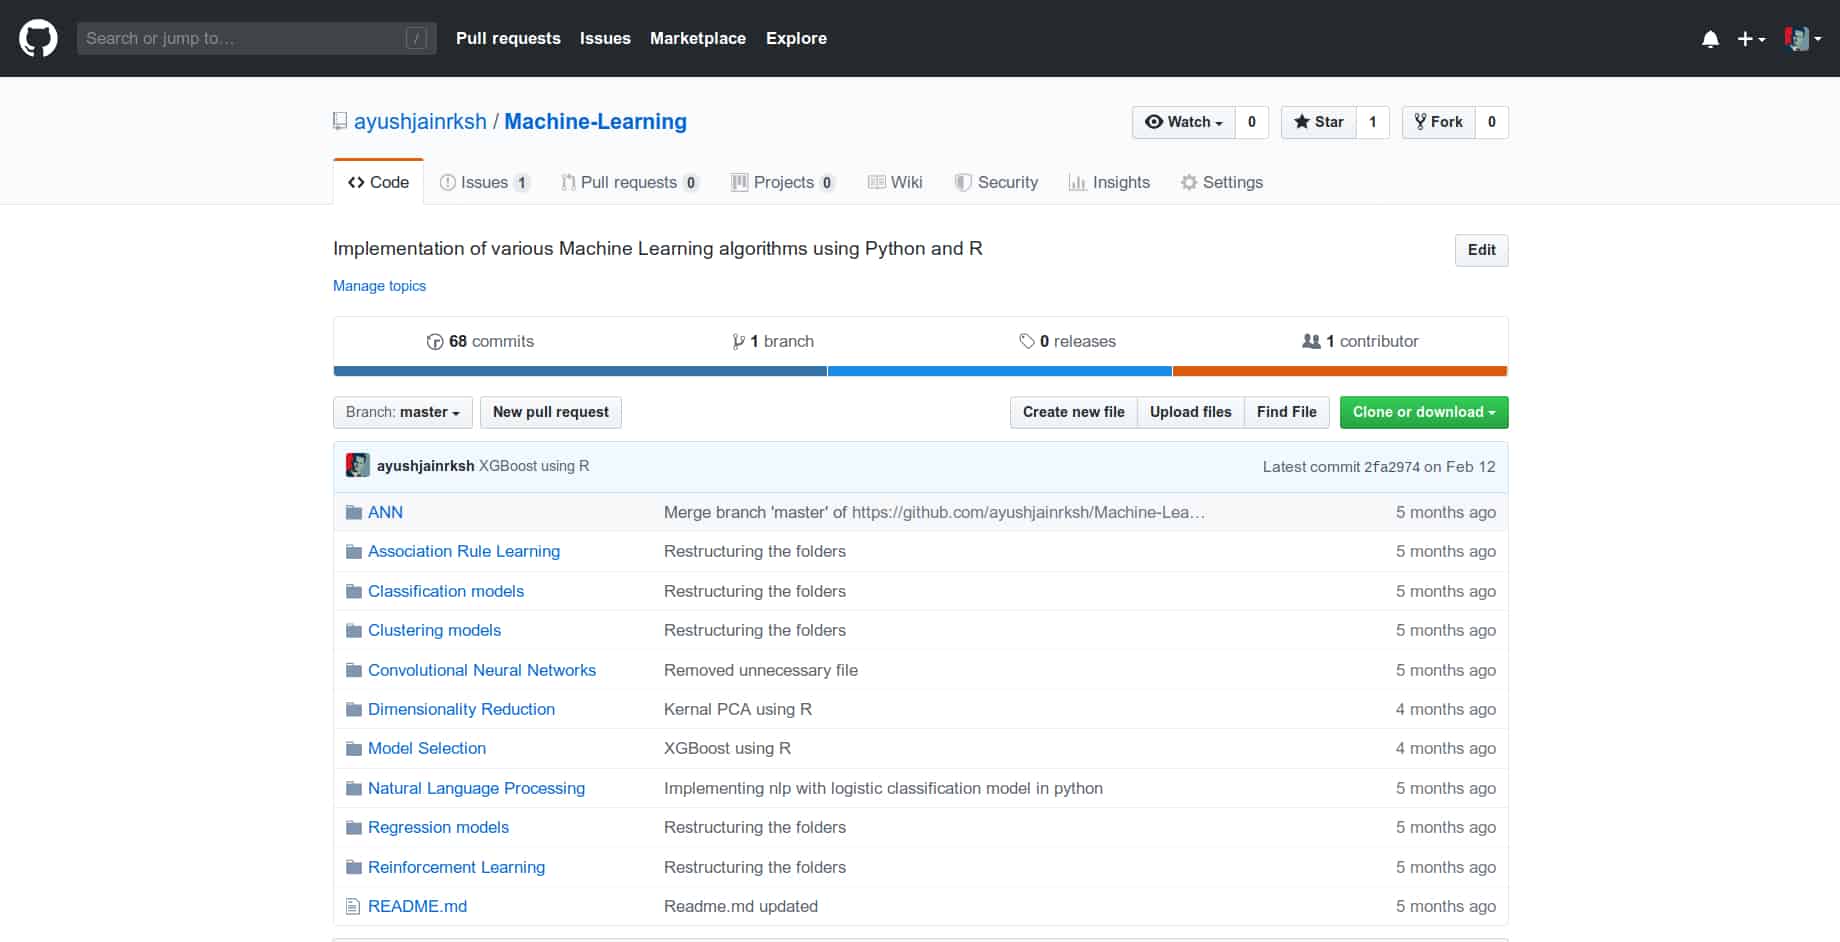 Search or jump to… /
Pull requests Issues Marketplace Explore
ayushjainrksh / Machine-Learning
Watch 0 Star 1 Fork 0
Code Issues 1 Pull requests 0 Projects 0 Wiki Security Insights Settings
Implementation of various Machine Learning algorithms using Python and R
Edit
Manage topics
68 commits 1 branch 0 releases 1 contributor
Branch: master New pull request Create new file Upload files Find File Clone or download
ayushjainrksh XGBoost using R Latest commit 2fa2974 on Feb 12
ANN Merge branch 'master' of https://github.com/ayushjainrksh/Machine-Lea… 5 months ago
Association Rule Learning Restructuring the folders 5 months ago
Classification models Restructuring the folders 5 months ago
Clustering models Restructuring the folders 5 months ago
Convolutional Neural Networks Removed unnecessary file 5 months ago
Dimensionality Reduction Kernal PCA using R 4 months ago
Model Selection XGBoost using R 4 months ago
Natural Language Processing Implementing nlp with logistic classification model in python 5 months ago
Regression models Restructuring the folders 5 months ago
Reinforcement Learning Restructuring the folders 5 months ago
README.md Readme.md updated 5 months ago